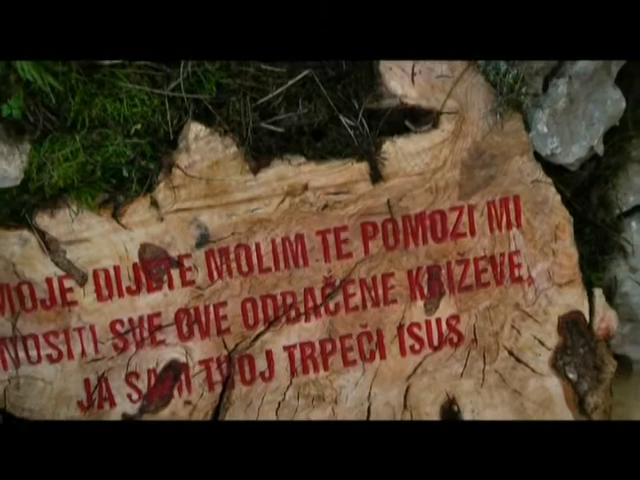 MOJE DIJETE MOLIM TE POMOZI MI
NOSITI SVE OVE ODBAČENE KRIŽEVE,
JA SAM TVOJ TRPEČI ISUS